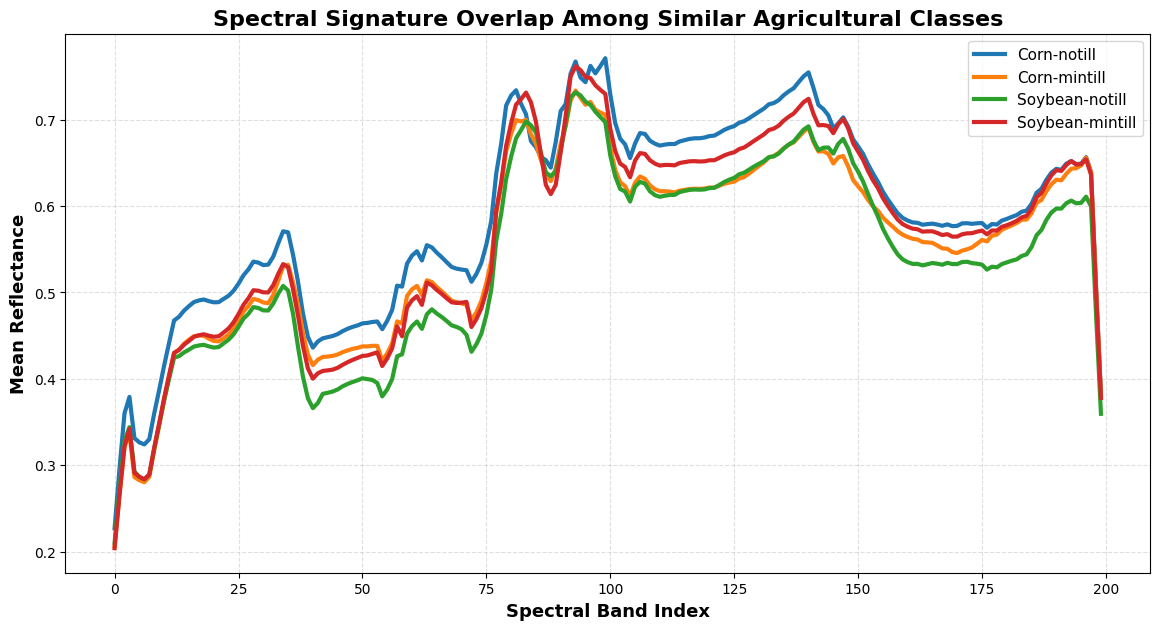 Spectral Signature Overlap Among Similar Agricultural Classes
Corn-notill
Corn-mintill
Soybean-notill
Soybean-mintill
Mean Reflectance
0.7
0.6
0.5
0.4
0.3
0.2
0 25 50 75 100 125 150 175 200
Spectral Band Index